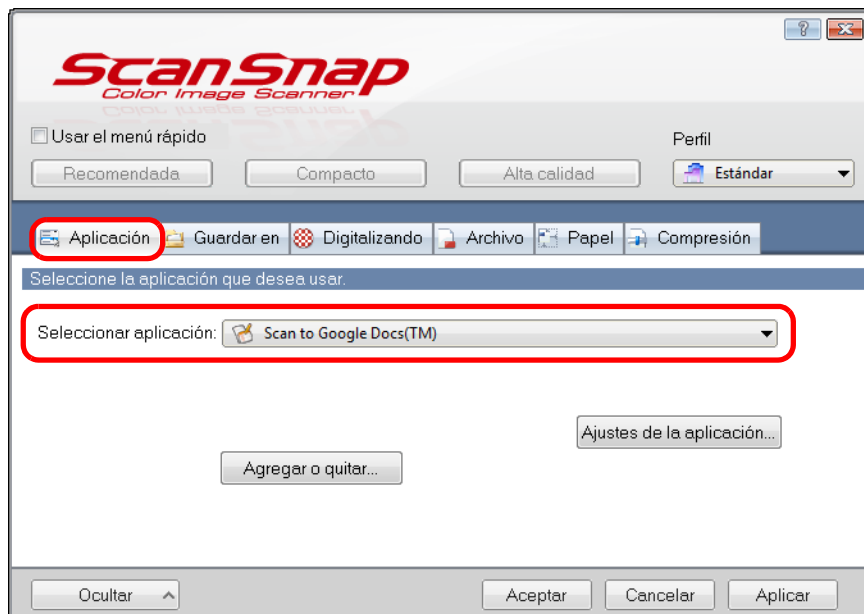 ScanSnap
Color Image Scanner
Usar el menú rápido
Perfil
Recomendada Compacto Alta calidad Estándar
Aplicación Guardar en Digitalizando Archivo Papel Compresión
Seleccione la aplicación que desea usar.
Seleccionar aplicación: Scan to Google Docs(TM)
Ajustes de la aplicación...
Agregar o quitar...
Ocultar Aceptar Cancelar Aplicar